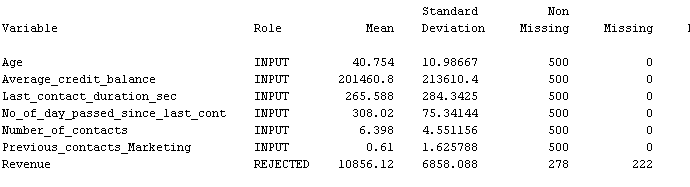 Standard Non
Variable Role Mean Deviation Missing Missing
Age INPUT 40.754 10.98667 500 0
Average_credit_balance INPUT 201460.8 213610.4 500 0
Last_contact_duration_sec INPUT 265.588 284.3425 500 0
No_of_day_passed_since_last_cont INPUT 308.02 75.34144 500 0
Number_of_contacts INPUT 6.398 4.551156 500 0
Previous_contacts_Marketing INPUT 0.61 1.625788 500 0
Revenue REJECTED 10856.12 6858.088 278 222